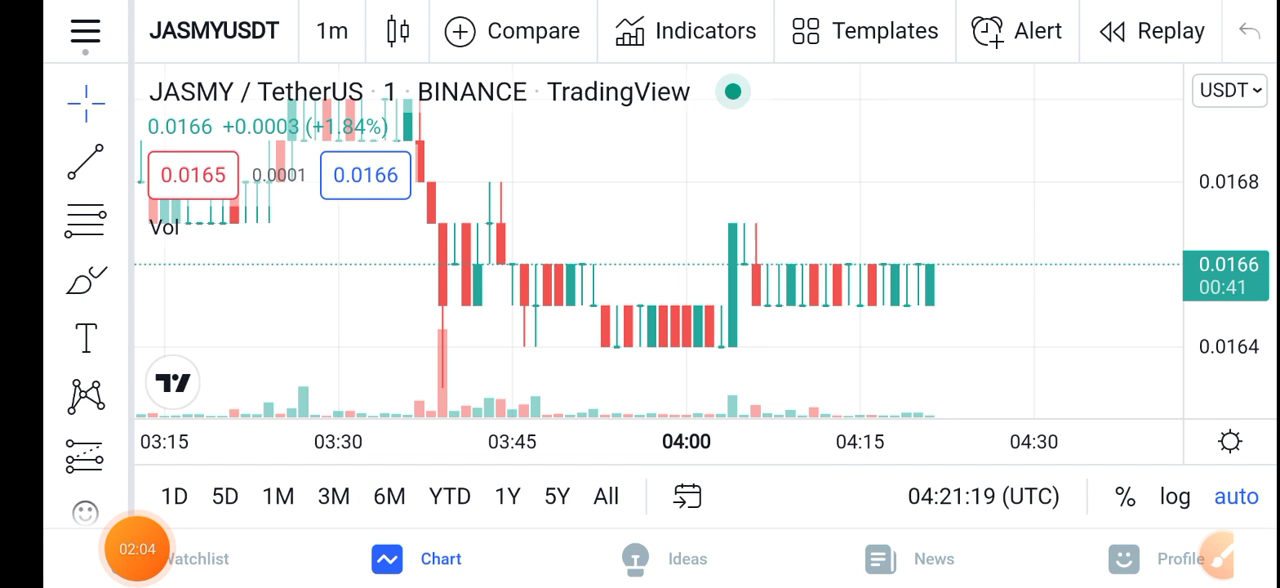 JASMYUSDT 1m Compare Indicators Templates Alert Replay
JASMY / TetherUS · 1 · BINANCE · TradingView
USDT
0.0166 +0.0003 (+1.84%)
0.0165 0.0001 0.0166
0.0168
Vol
0.0166
00:41
0.0164
03:15 03:30 03:45 04:00 04:15 04:30
1D 5D 1M 3M 6M YTD 1Y 5Y All 04:21:19 (UTC) % log auto
02:04 Watchlist Chart Ideas News Profile